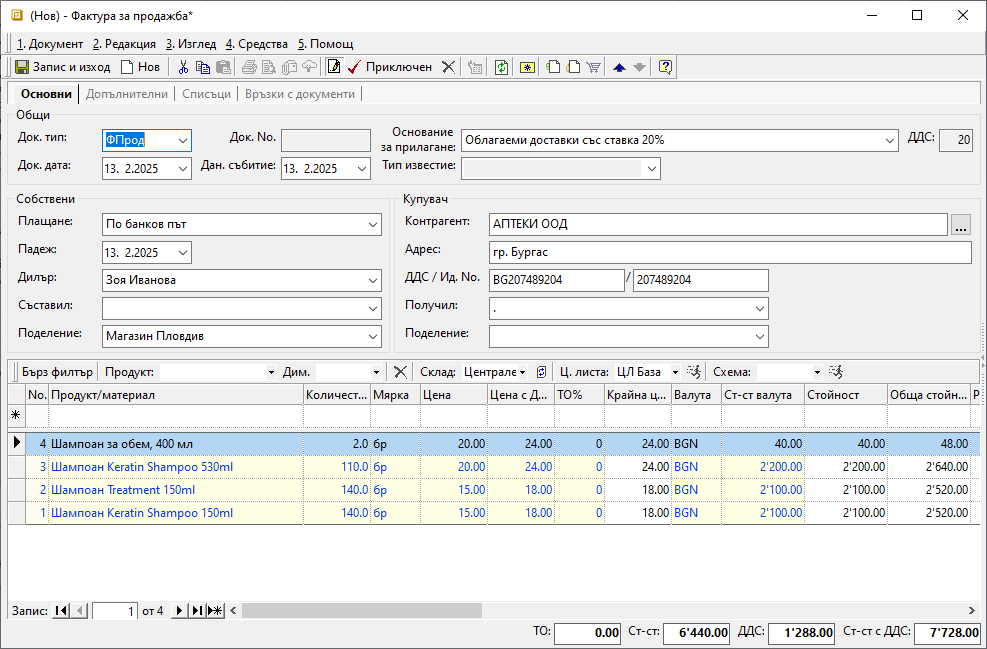 (Нов) - Фактура за продажба*
1. Документ 2. Редакция 3. Изглед 4. Средства 5. Помощ
Запис и изход Нов Приключен
Основни Допълнителни Списъци Връзки с документи
Общи
Док. тип: ФПрод Док. No. Основание за прилагане: Облагаеми доставки със ставка 20% ДДС: 20
Док. дата: 13. 2.2025 Дан. събитие: 13. 2.2025 Тип известие:
Собствени
Плащане: По банков път
Падеж: 13. 2.2025
Дилър: Зоя Иванова
Съставил:
Поделение: Магазин Пловдив
Купувач
Контрагент: АПТЕКИ ООД ...
Адрес: гр. Бургас
ДДС / Ид. No. BG207489204 / 207489204
Получил: .
Поделение:
Бърз филтър Продукт: Дим. Склад: Централе Ц. листа: ЦЛ База Схема:
No. Продукт/материал Количест... Мярка Цена Цена с Д... ТО% Крайна ц... Валута Ст-ст валута Стойност Обща стойн... Р
4 Шампоан за обем, 400 мл 2.0 бр 20.00 24.00 0 24.00 BGN 40.00 40.00 48.00
3 Шампоан Keratin Shampoo 530ml 110.0 бр 20.00 24.00 0 24.00 BGN 2'200.00 2'200.00 2'640.00
2 Шампоан Treatment 150ml 140.0 бр 15.00 18.00 0 18.00 BGN 2'100.00 2'100.00 2'520.00
1 Шампоан Keratin Shampoo 150ml 140.0 бр 15.00 18.00 0 18.00 BGN 2'100.00 2'100.00 2'520.00
Запис: 1 от 4
ТО: 0.00 Ст-ст: 6'440.00 ДДС: 1'288.00 Ст-ст с ДДС: 7'728.00